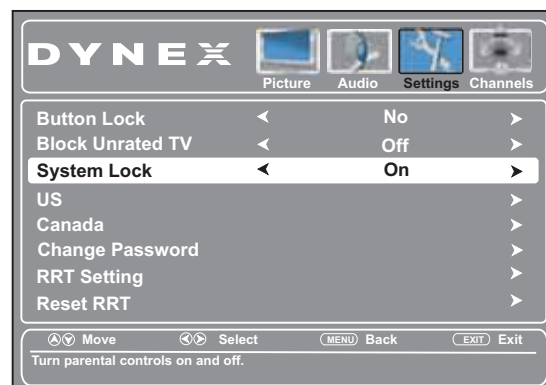 DYNEX
Picture Audio Settings Channels
Button Lock No
Block Unrated TV Off
System Lock On
US
Canada
Change Password
RRT Setting
Reset RRT
Move Select MENU Back EXIT Exit
Turn parental controls on and off.